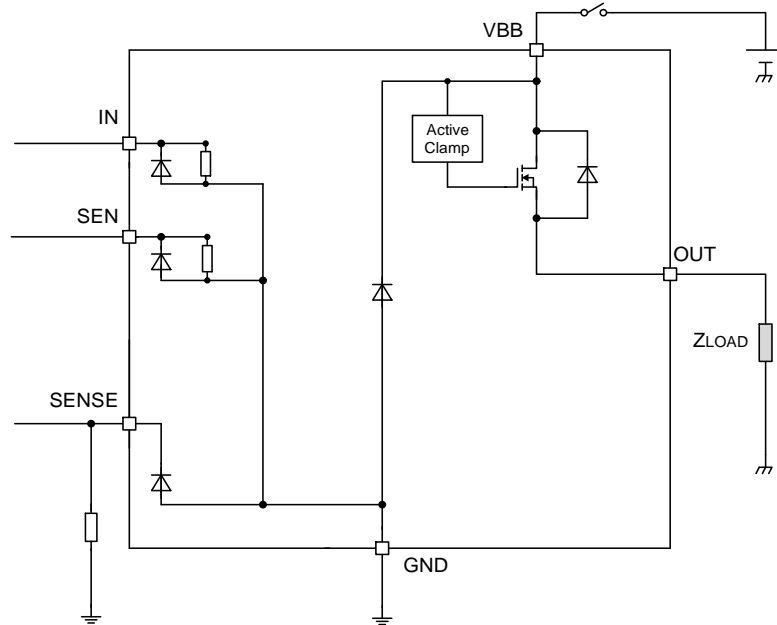 VBB
IN
Active
Clamp
SEN
OUT
ZLOAD
SENSE
GND